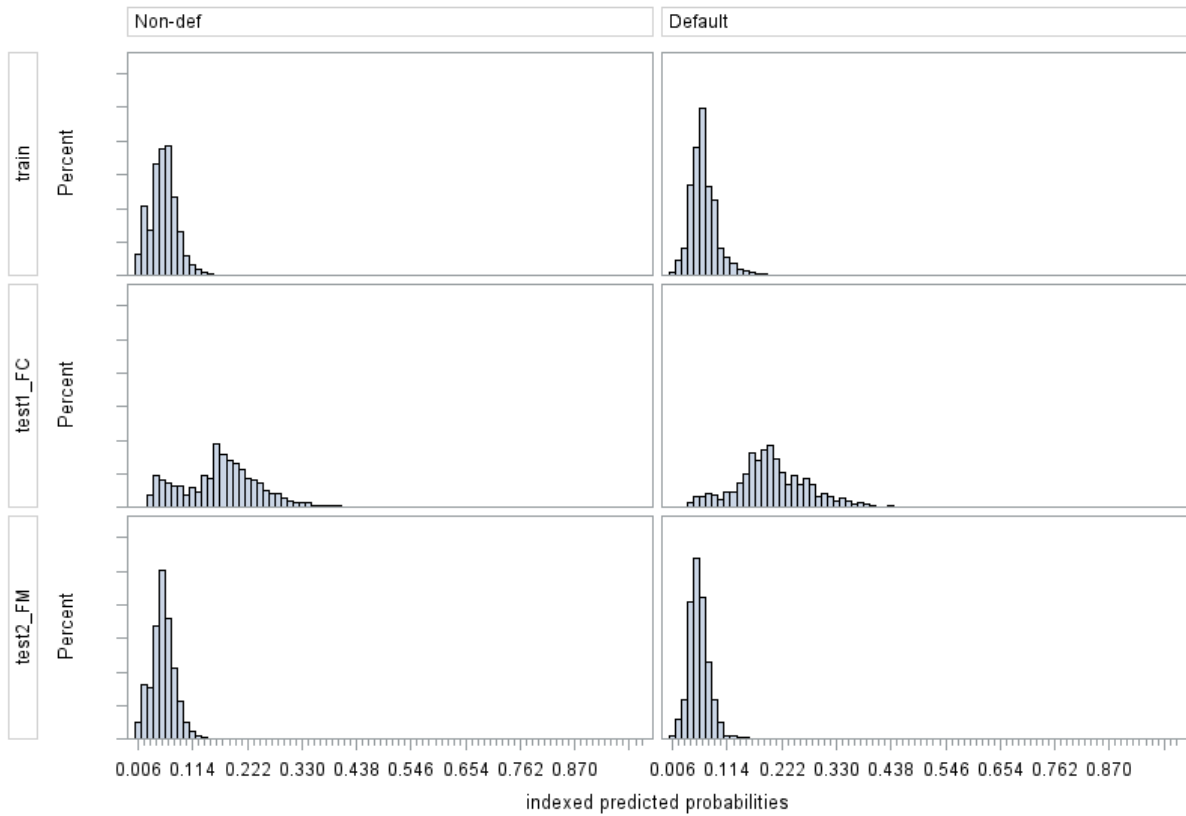 Non-def Default
train Percent
test1_FC Percent
test2_FM Percent
0.006 0.114 0.222 0.330 0.438 0.546 0.654 0.762 0.870 0.006 0.114 0.222 0.330 0.438 0.546 0.654 0.762 0.870
indexed predicted probabilities